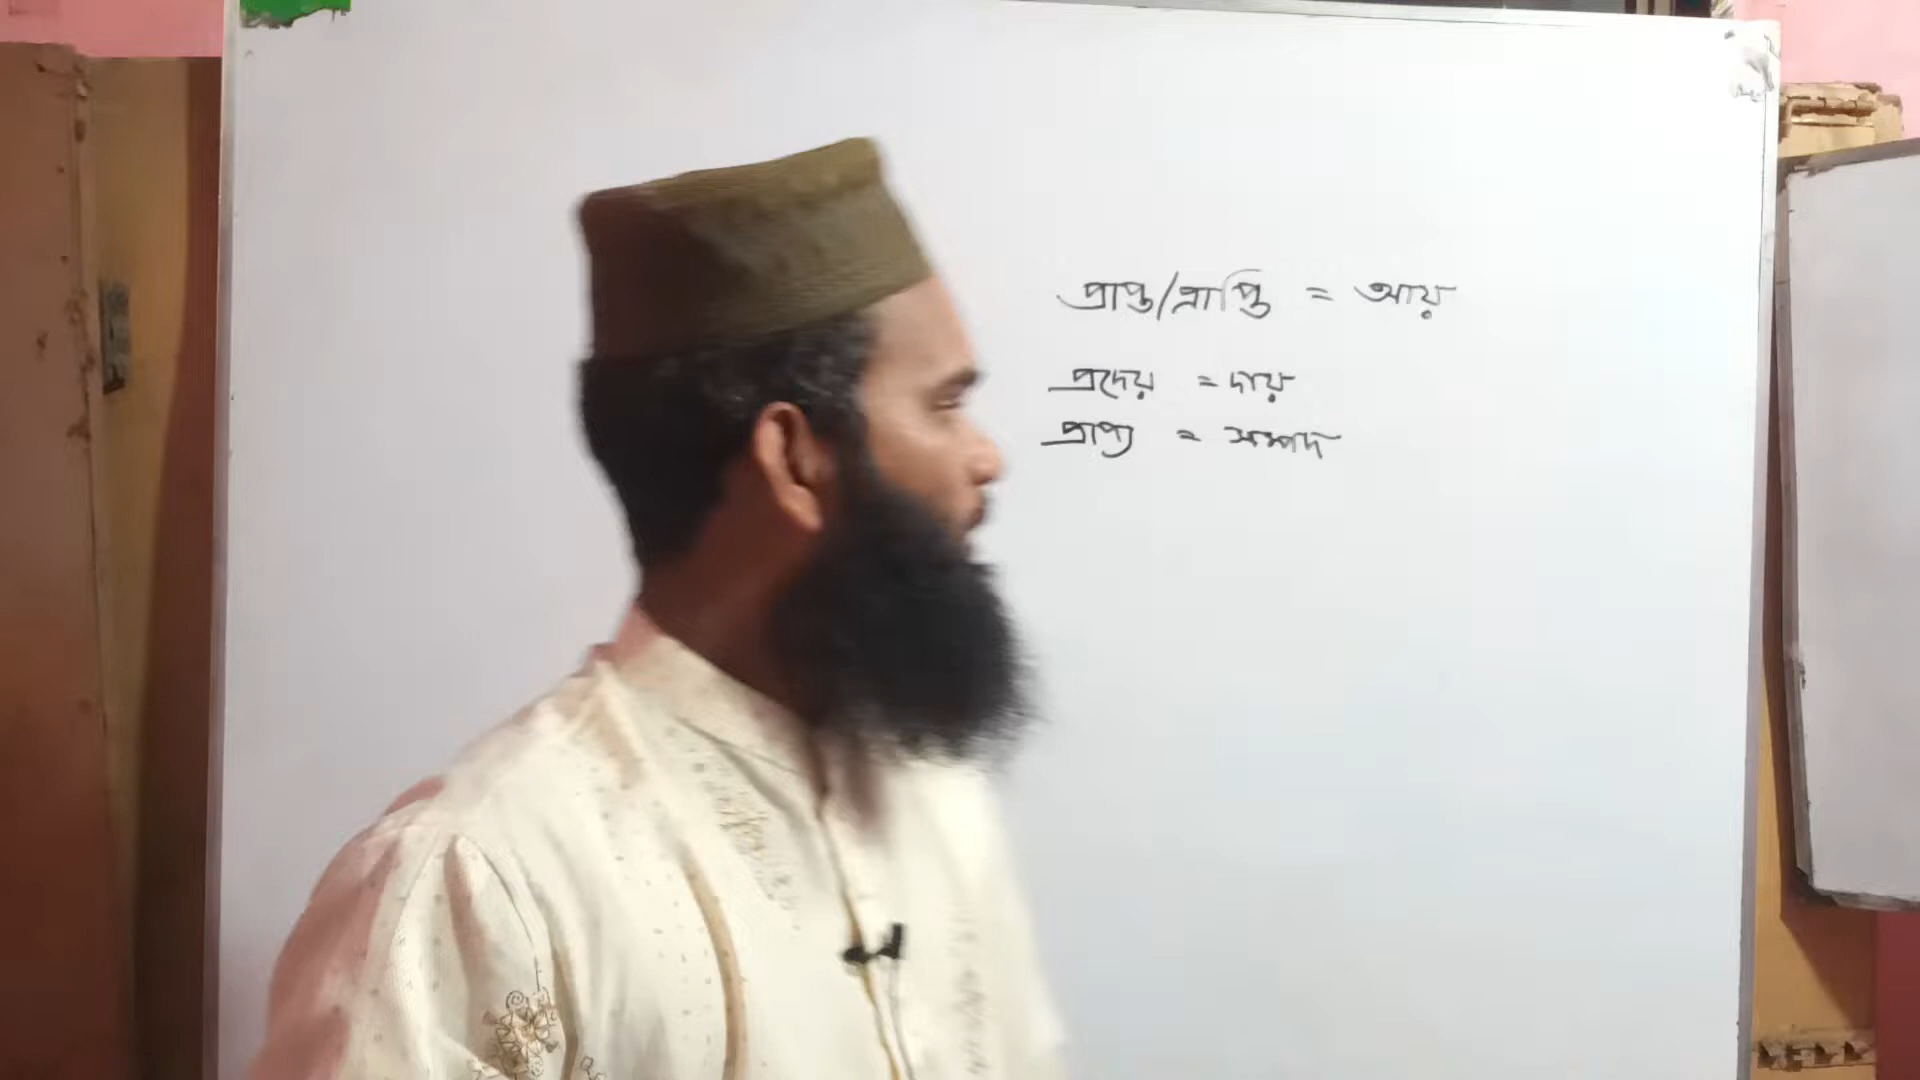 প্রাপ্ত/প্রাপ্তি = আয়
প্রদেয় = দায়
প্রাপ্য = সম্পদ